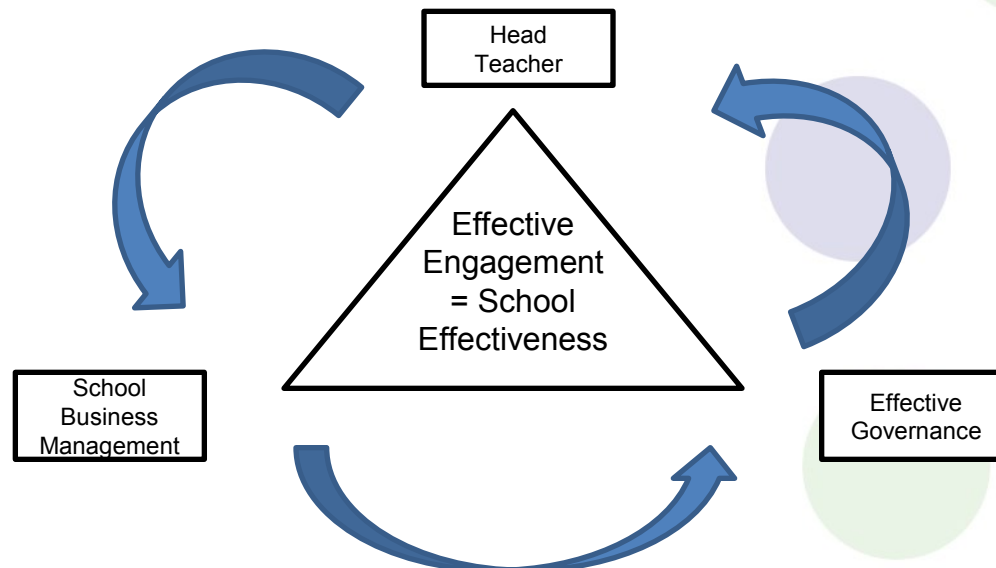 Head
Teacher
Effective
Engagement
= School
Effectiveness
School
Business
Management
Effective
Governance